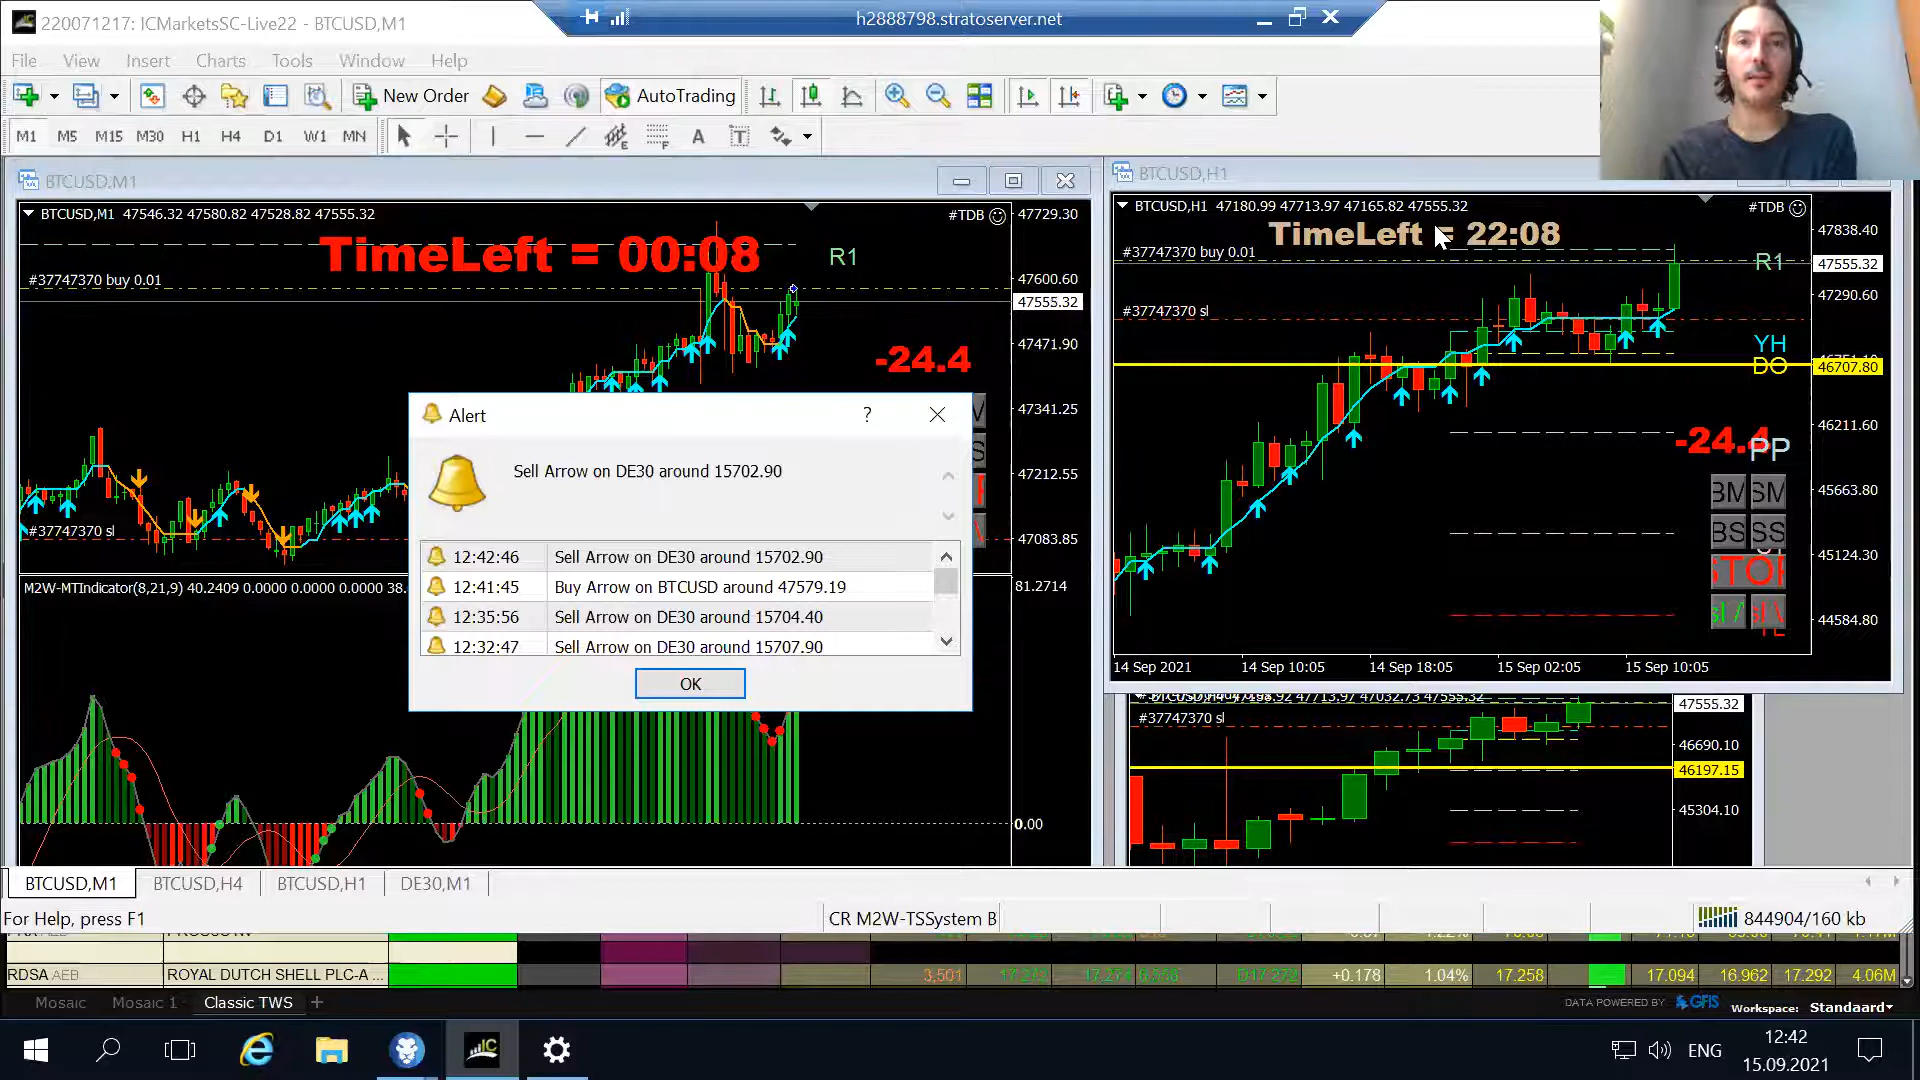 220071217: ICMarketsSC-Live22 - BTCUSD,M1
h2888798.stratoserver.net
File View Insert Charts Tools Window Help
New Order AutoTrading
M1 M5 M15 M30 H1 H4 D1 W1 MN
BTCUSD,M1
BTCUSD,M1 47546.32 47580.82 47528.82 47555.32
#TDB
TimeLeft = 00:08
R1
#37747370 buy 0.01
-24.4
#37747370 sl
47729.30
47600.60
47555.32
47471.90
47341.25
47212.55
47083.85
M2W-MTIndicator(8,21,9) 40.2409 0.0000 0.0000 38.
81.2714
0.00
Alert
?
Sell Arrow on DE30 around 15702.90
12:42:46 Sell Arrow on DE30 around 15702.90
12:41:45 Buy Arrow on BTCUSD around 47579.19
12:35:56 Sell Arrow on DE30 around 15704.40
12:32:47 Sell Arrow on DE30 around 15707.90
OK
BTCUSD,H1
BTCUSD,H1 47180.99 47713.97 47165.82 47555.32
#TDB
TimeLeft = 22:08
#37747370 buy 0.01
R1
#37747370 sl
YH
DO
-24.4
PP
BM SM
BS SS
47838.40
47555.32
47290.60
46707.80
46211.60
45663.80
45124.30
44584.80
14 Sep 2021 14 Sep 10:05 14 Sep 18:05 15 Sep 02:05 15 Sep 10:05
#37747370 sl
47555.32
46690.10
46197.15
45304.10
BTCUSD,M1 BTCUSD,H4 BTCUSD,H1 DE30,M1
For Help, press F1
CR M2W-TSSystem B
844904/160 kb
RDSA AEB ROYAL DUTCH SHELL PLC-A ... 3,501 +0.178 1.04% 17.258 17.094 16.962 17.292 4.06M
Mosaic Mosaic 1 Classic TWS +
DATA POWERED BY GFIS Workspace: Standaard
IC
ENG
12:42
15.09.2021